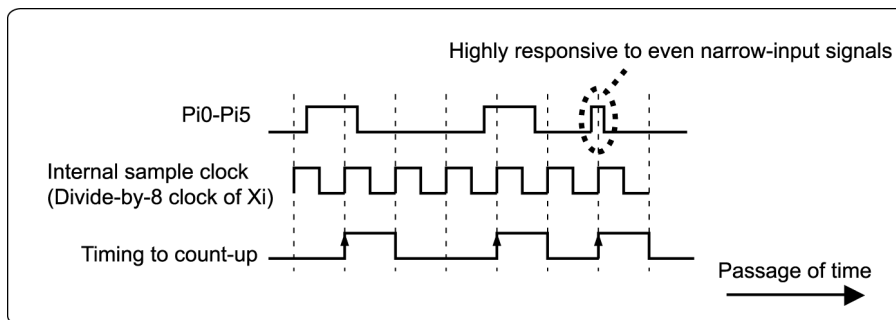 Highly responsive to even narrow-input signals
Pi0-Pi5
Internal sample clock
(Divide-by-8 clock of Xi)
Timing to count-up
Passage of time